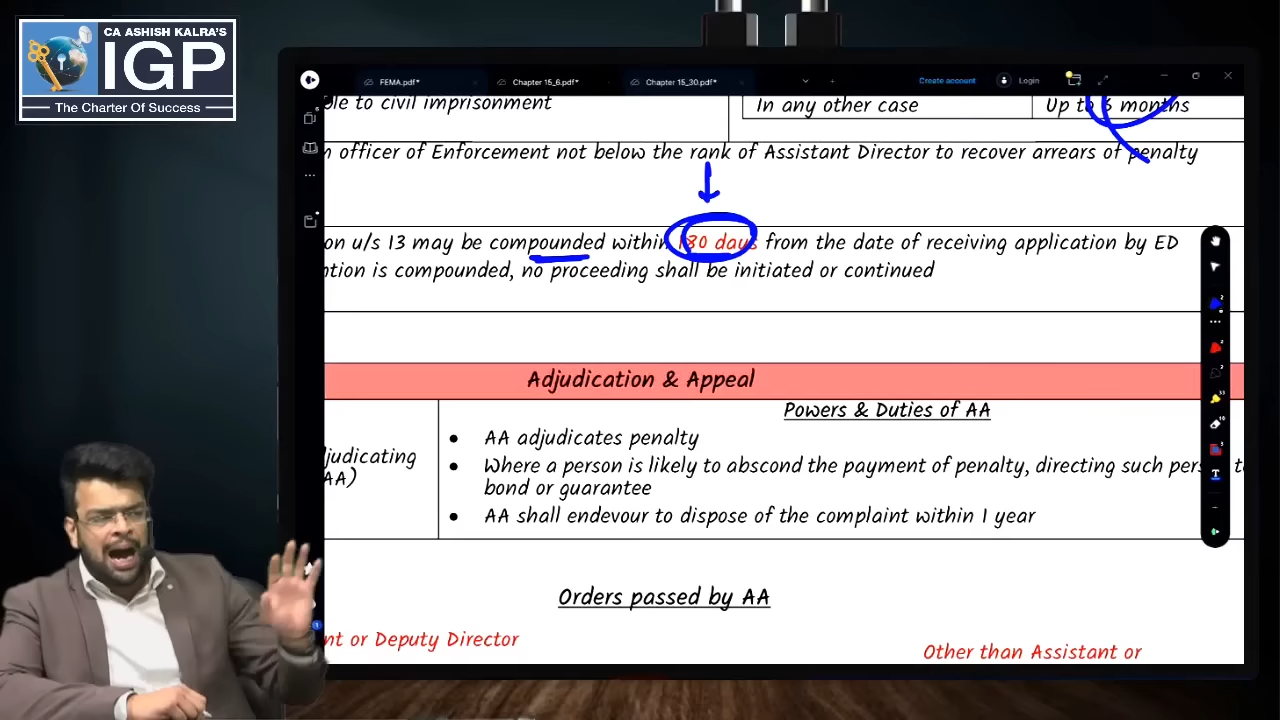 CA ASHISH KALRA'S
IGP
The Charter Of Success
FEMA.pdf*
Chapter 15_6.pdf*
Chapter 15_30.pdf*
Create account
Login
ble to civil imprisonment
In any other case
Up to 6 months
n officer of Enforcement not below the rank of Assistant Director to recover arrears of penalty
on u/s 13 may be compounded within 180 days from the date of receiving application by ED
ntion is compounded, no proceeding shall be initiated or continued
Adjudication & Appeal
Powers & Duties of AA
djudicating
AA)
• AA adjudicates penalty
• Where a person is likely to abscond the payment of penalty, directing such pers
bond or guarantee
• AA shall endevour to dispose of the complaint within 1 year
Orders passed by AA
nt or Deputy Director
Other than Assistant or